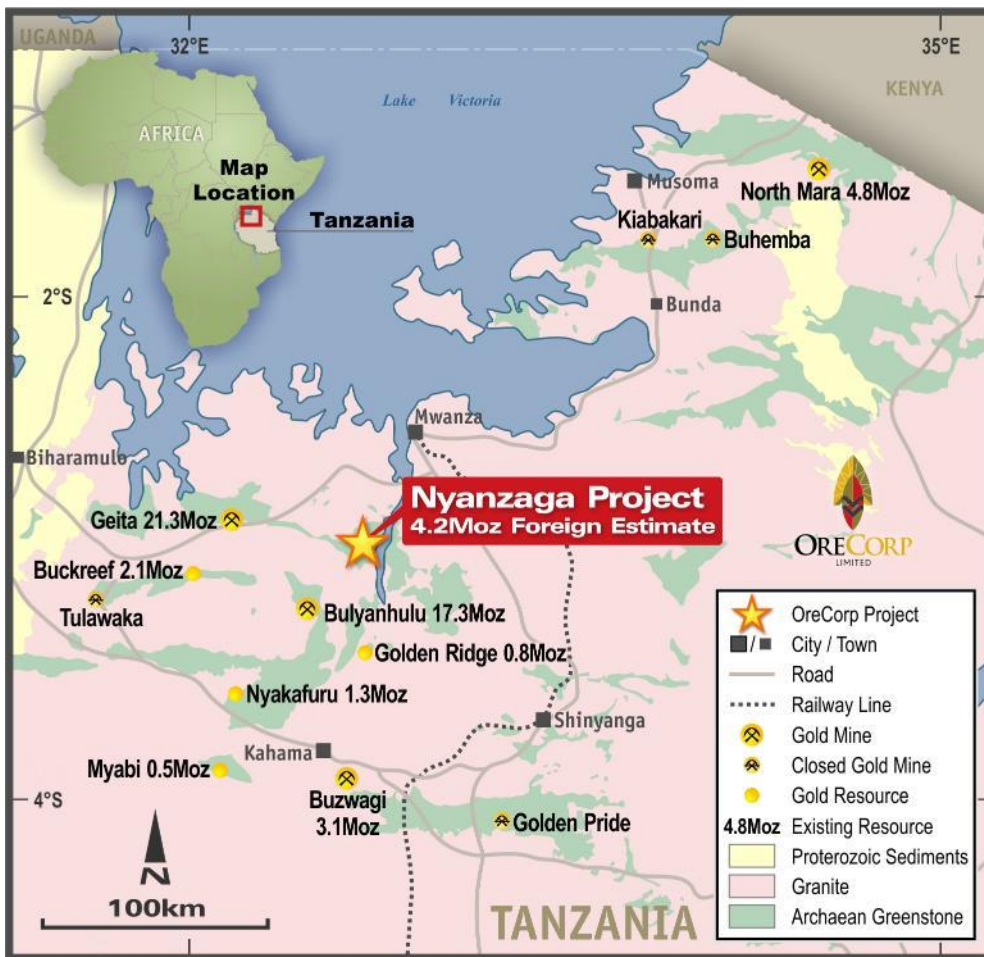 UGANDA
32°E
35°E
KENYA
Lake Victoria
AFRICA
Map
Location
Tanzania
Musoma
North Mara 4.8Moz
Kiabakari
Buhemba
2°S
Bunda
Mwanza
Biharamulo
Nyanzaga Project
4.2Moz Foreign Estimate
Geita 21.3Moz
ORECORP
LIMITED
Buckreef 2.1Moz
Tulawaka
Bulyanhulu 17.3Moz
Golden Ridge 0.8Moz
Nyakafuru 1.3Moz
Shinyanga
Kahama
Myabi 0.5Moz
Buzwagi
3.1Moz
4°S
Golden Pride
N
100km
TANZANIA
OreCorp Project
/ City / Town
Road
Railway Line
Gold Mine
Closed Gold Mine
Gold Resource
4.8Moz Existing Resource
Proterozoic Sediments
Granite
Archaean Greenstone